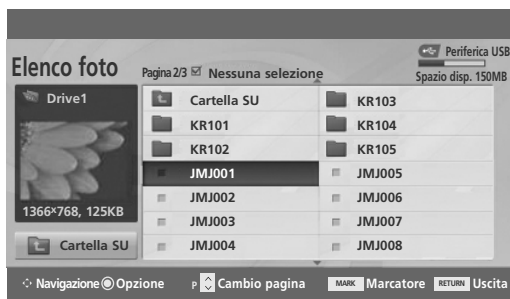 Periferica USB
Elenco foto
Pagina 2/3 Nessuna selezione
Spazio disp. 150MB
Drive1
1366x768, 125KB
Cartella SU
Cartella SU KR103
KR101 KR104
KR102 KR105
JMJ001 JMJ005
JMJ002 JMJ006
JMJ003 JMJ007
JMJ004 JMJ008
Navigazione Opzione P Cambio pagina MARK Marcatore RETURN Uscita